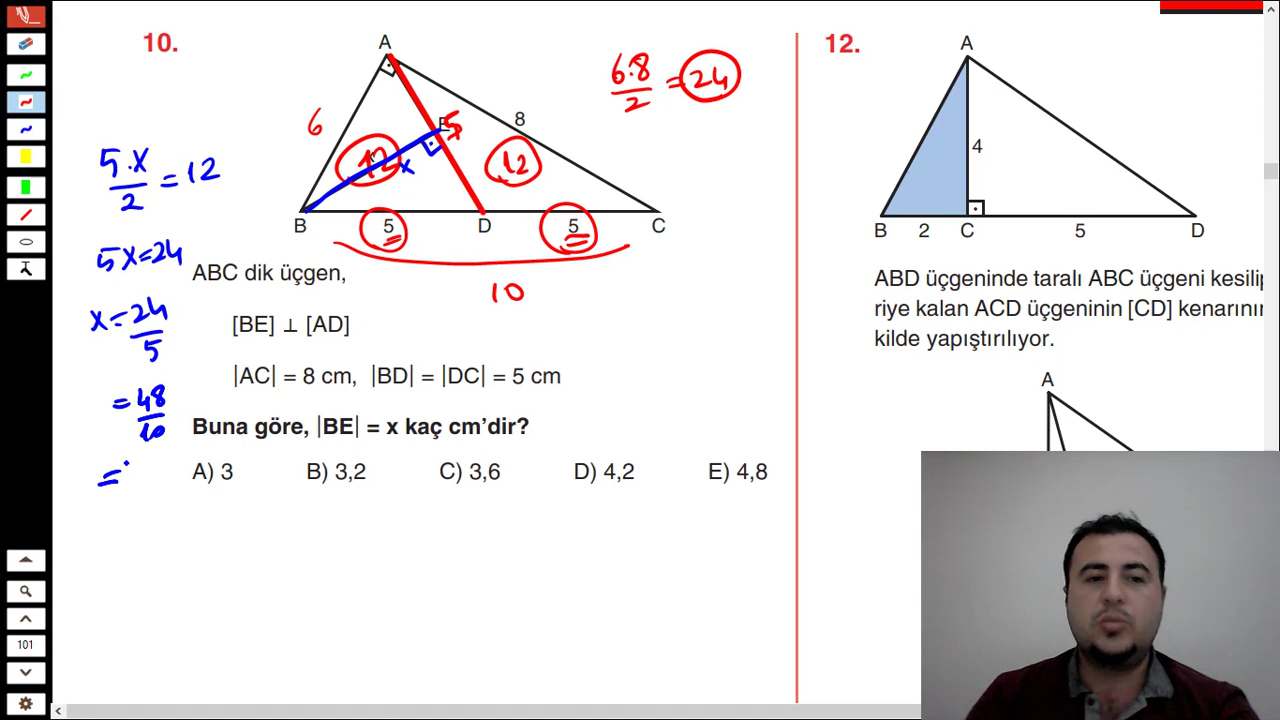 10.
A
6
8
E
5
12
x
12
B
5
D
5
C
10
6.8/2 = 24
5.x/2 = 12
5x=24
x=24/5
=48/10
=
ABC dik üçgen,
[BE] ⊥ [AD]
|AC| = 8 cm, |BD| = |DC| = 5 cm
Buna göre, |BE| = x kaç cm’dir?
A) 3 B) 3,2 C) 3,6 D) 4,2 E) 4,8
12.
A
4
B 2 C 5 D
ABD üçgeninde taralı ABC üçgeni kesilip
riye kalan ACD üçgeninin [CD] kenarının
kilde yapıştırılıyor.
A
101